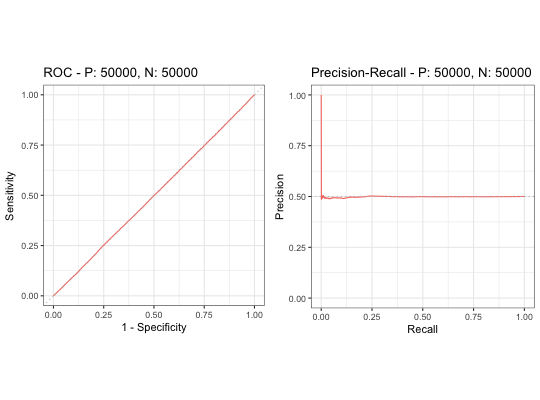 ROC - P: 50000, N: 50000
1.00
0.75
0.50
0.25
0.00
Sensitivity
0.00 0.25 0.50 0.75 1.00
1 - Specificity
Precision-Recall - P: 50000, N: 50000
1.00
0.75
0.50
0.25
0.00
Precision
0.00 0.25 0.50 0.75 1.00
Recall